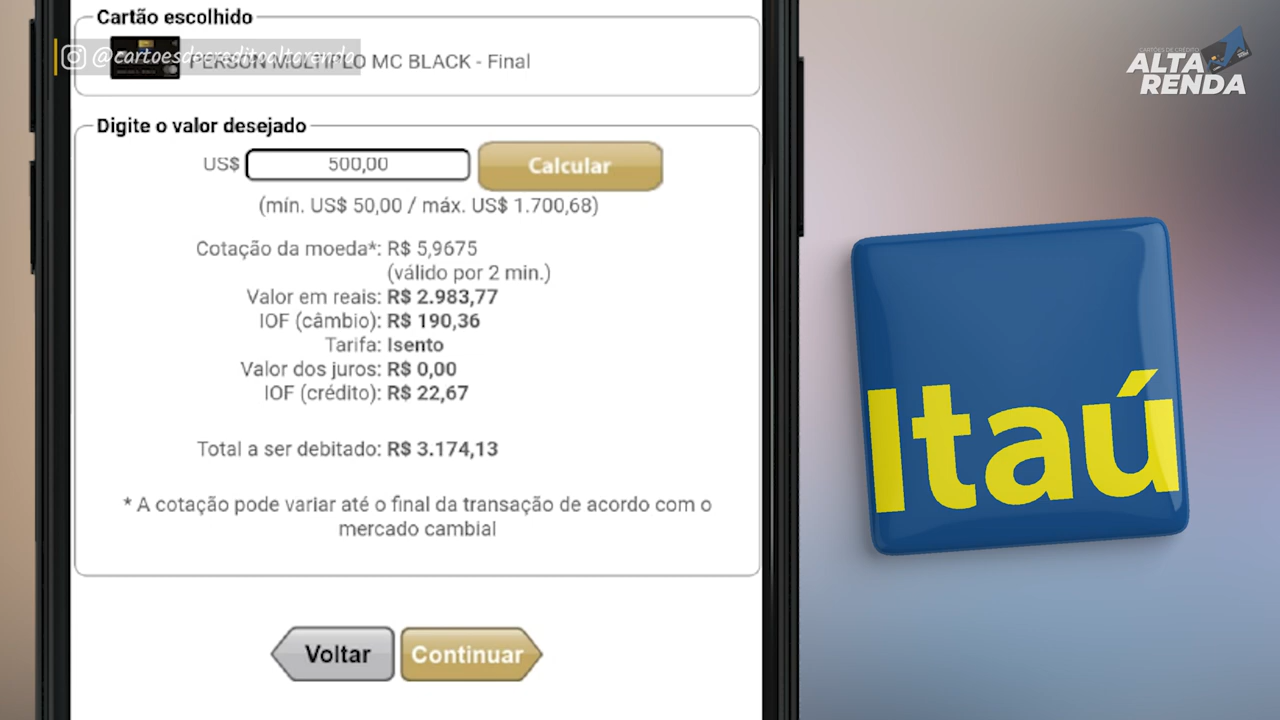 Cartão escolhido
@cartoesdecreditoaltarenda
PERSON MULTIPLO MC BLACK - Final
CARTÕES DE CRÉDITO
ALTA
RENDA
Digite o valor desejado
US$ 500,00 Calcular
(mín. US$ 50,00 / máx. US$ 1.700,68)
Cotação da moeda*: R$ 5,9675
(válido por 2 min.)
Valor em reais: R$ 2.983,77
IOF (câmbio): R$ 190,36
Tarifa: Isento
Valor dos juros: R$ 0,00
IOF (crédito): R$ 22,67
Total a ser debitado: R$ 3.174,13
* A cotação pode variar até o final da transação de acordo com o
mercado cambial
Voltar Continuar
Itaú